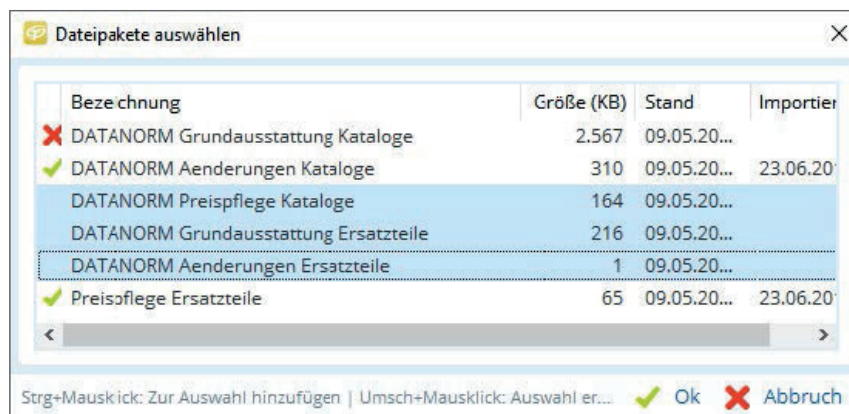 Dateipakete auswählen
Bezeichnung Größe (KB) Stand Importier
DATANORM Grundausstattung Kataloge 2.567 09.05.20...
DATANORM Aenderungen Kataloge 310 09.05.20... 23.06.20
DATANORM Preispflege Kataloge 164 09.05.20...
DATANORM Grundausstattung Ersatzteile 216 09.05.20...
DATANORM Aenderungen Ersatzteile 1 09.05.20...
Preispflege Ersatzteile 65 09.05.20... 23.06.20
Strg+Mausklick: Zur Auswahl hinzufügen | Umsch+Mausklick: Auswahl er... Ok Abbruch